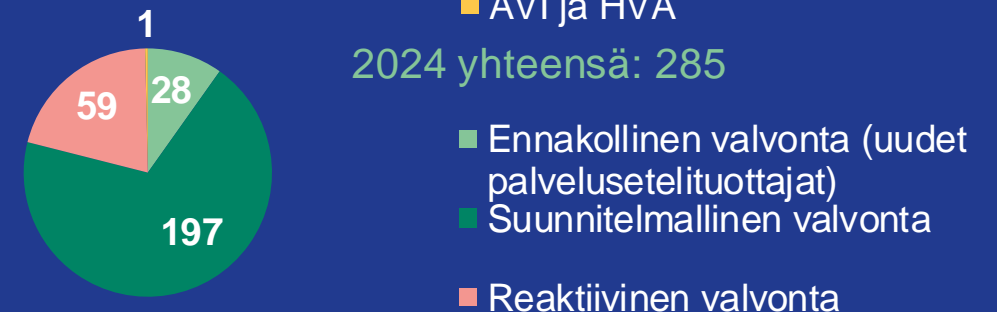 AVI ja HVA
1
2024 yhteensä: 285
28
59
197
Ennakollinen valvonta (uudet
palvelusetelituottajat)
Suunnitelmallinen valvonta
Reaktiivinen valvonta